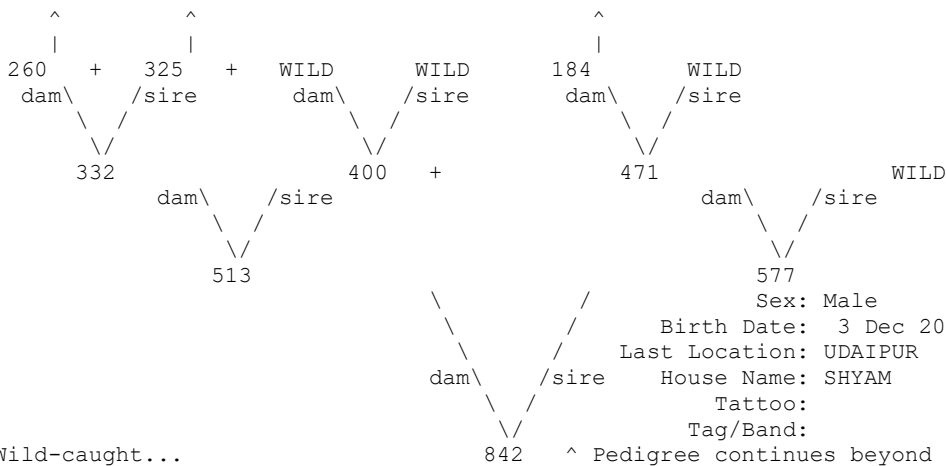 ^ ^ ^
| | |
260 + 325 + WILD WILD 184 WILD
dam\ /sire dam\ /sire dam\ /sire
\ / \ / \ /
\/ \/ \/
332 400 + 471 WILD
dam\ /sire dam\ /sire
\ / \ /
\/ \/
513 577
\ / Sex: Male
\ / Birth Date: 3 Dec 20
\ / Last Location: UDAIPUR
dam\ /sire House Name: SHYAM
\ / Tattoo:
\/ Tag/Band:
Wild-caught... 842 ^ Pedigree continues beyond